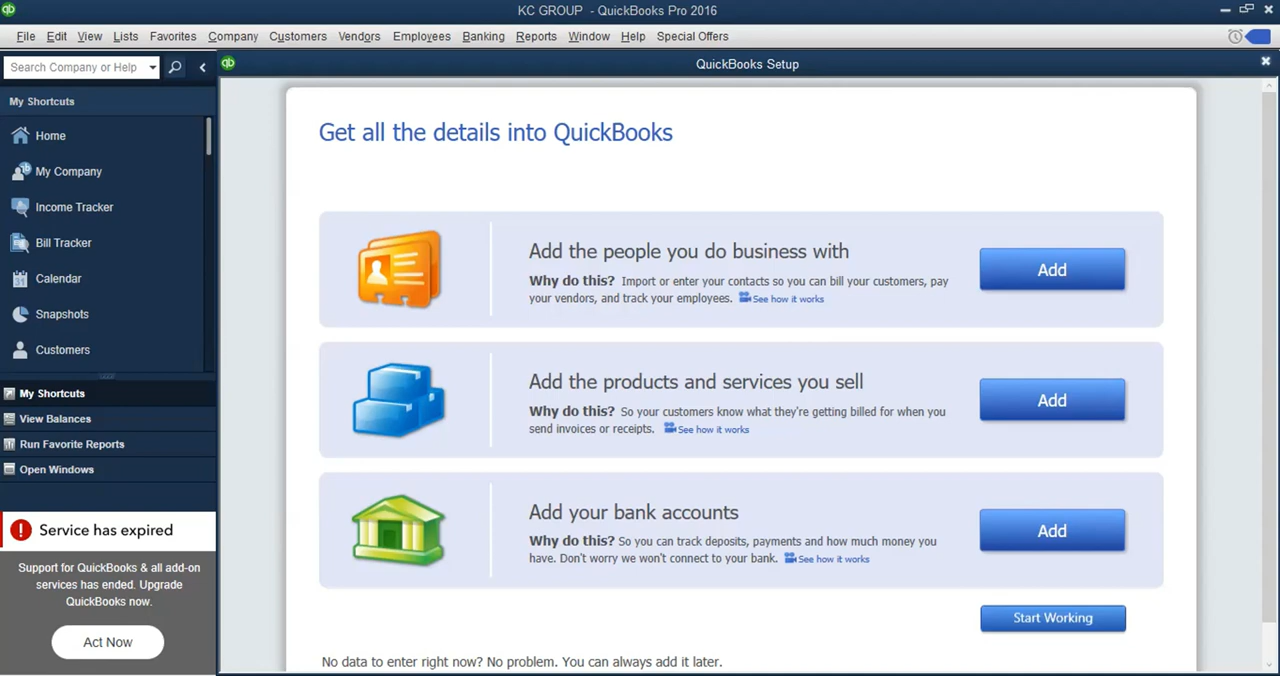 qb KC GROUP - QuickBooks Pro 2016
File Edit View Lists Favorites Company Customers Vendors Employees Banking Reports Window Help Special Offers
Search Company or Help
qb QuickBooks Setup
My Shortcuts
Home
My Company
Income Tracker
Bill Tracker
Calendar
Snapshots
Customers
My Shortcuts
View Balances
Run Favorite Reports
Open Windows
Service has expired
Support for QuickBooks & all add-on
services has ended. Upgrade
QuickBooks now.
Act Now
Get all the details into QuickBooks
Add the people you do business with
Why do this? Import or enter your contacts so you can bill your customers, pay
your vendors, and track your employees. See how it works
Add
Add the products and services you sell
Why do this? So your customers know what they're getting billed for when you
send invoices or receipts. See how it works
Add
Add your bank accounts
Why do this? So you can track deposits, payments and how much money you
have. Don't worry we won't connect to your bank. See how it works
Add
Start Working
No data to enter right now? No problem. You can always add it later.